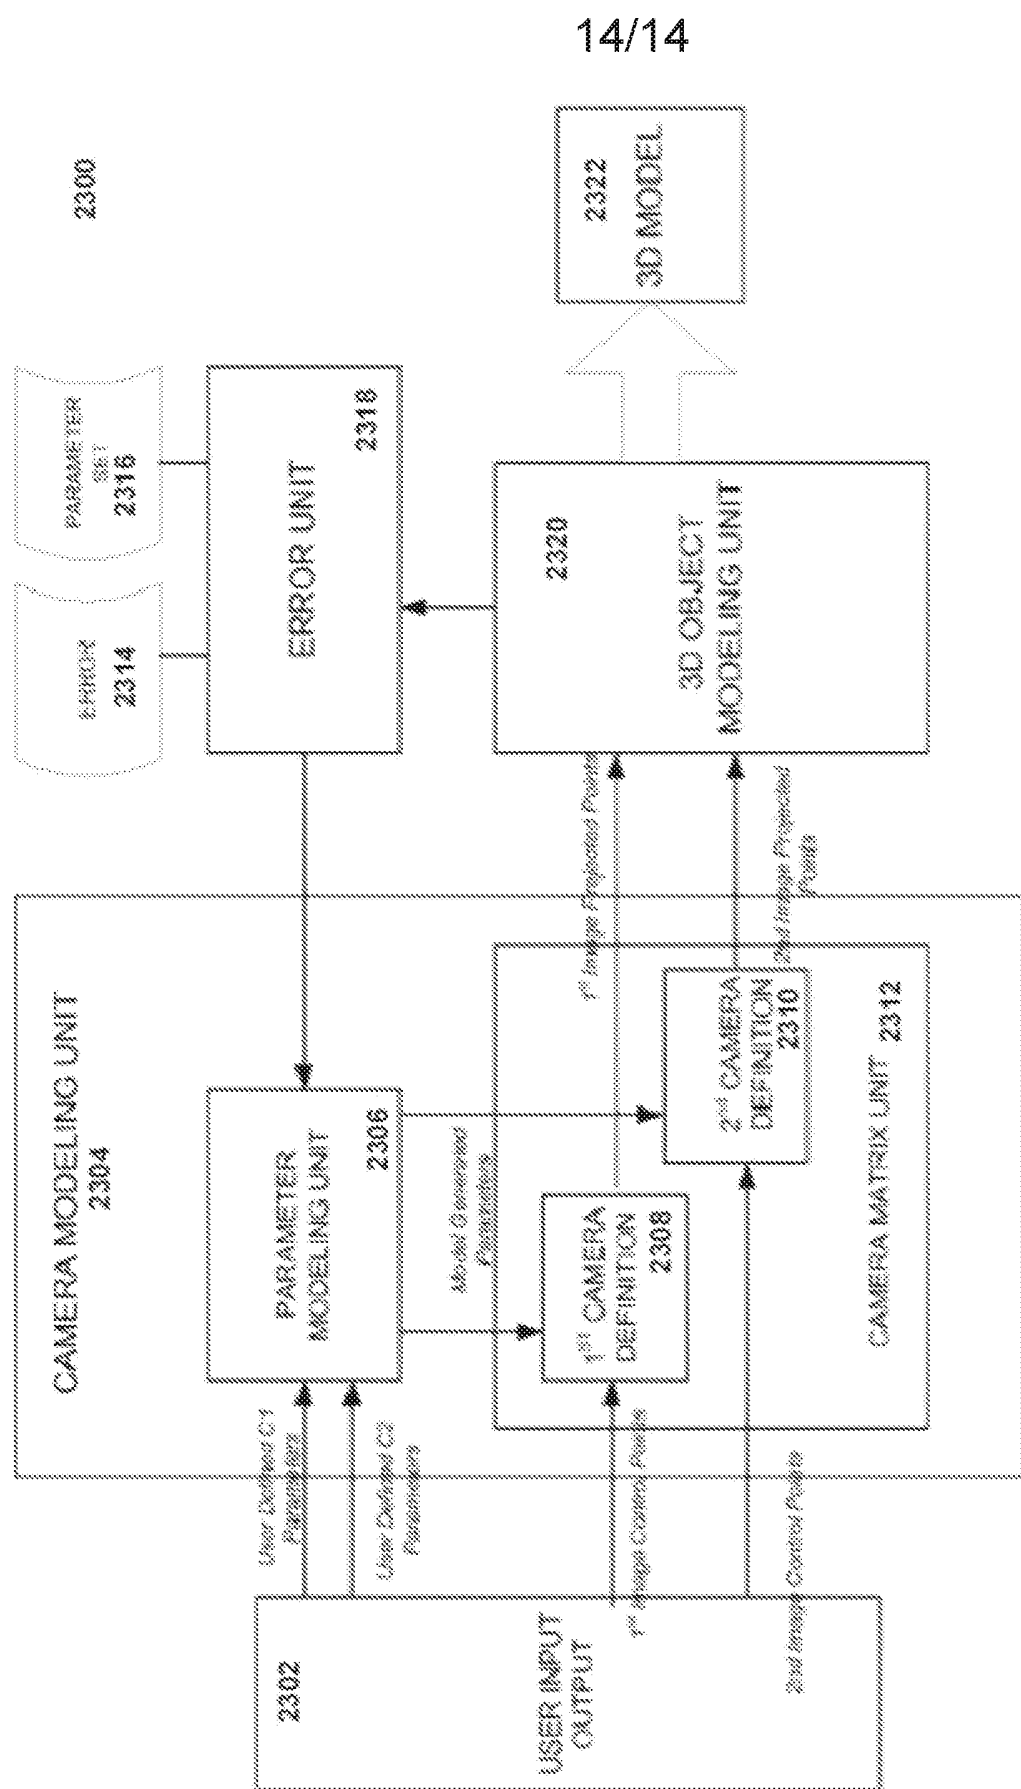 14/14
2300
2302
USER INPUT
OUTPUT
User Defined C1
Parameters
User Defined C2
Parameters
1st Image Control Points
2nd Image Control Points
CAMERA MODELING UNIT
2304
PARAMETER
MODELING UNIT
2306
Model Generated
Parameters
1ST CAMERA
DEFINITION
2308
2nd CAMERA
DEFINITION
2310
CAMERA MATRIX UNIT
2312
1st Image Projected Points
2nd Image Projected
Points
ERROR
2314
PARAMETER
SET
2316
ERROR UNIT
2318
2320
3D OBJECT
MODELING UNIT
2322
3D MODEL